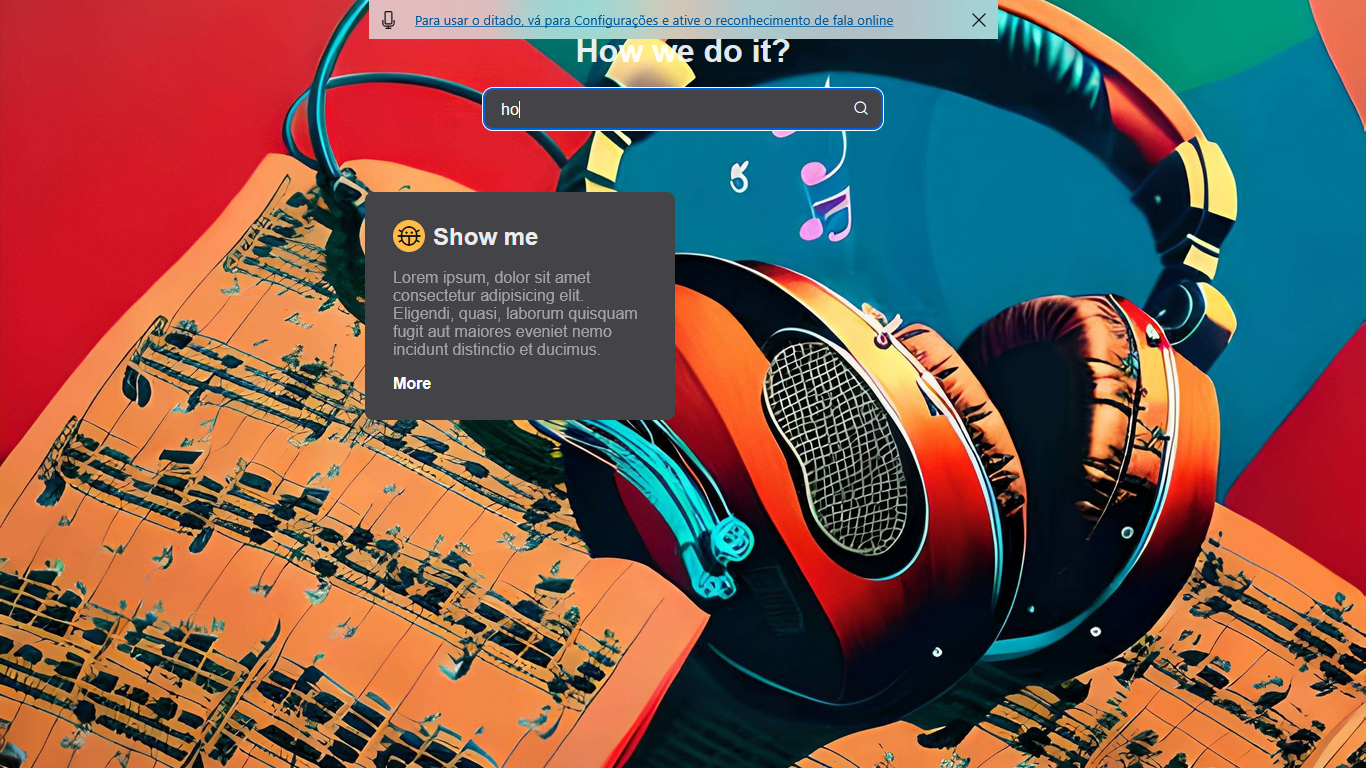 Para usar o ditado, vá para Configurações e ative o reconhecimento de fala online
How we do it?
ho
Show me
Lorem ipsum, dolor sit amet
consectetur adipisicing elit.
Eligendi, quasi, laborum quisquam
fugit aut maiores eveniet nemo
incidunt distinctio et ducimus.
More